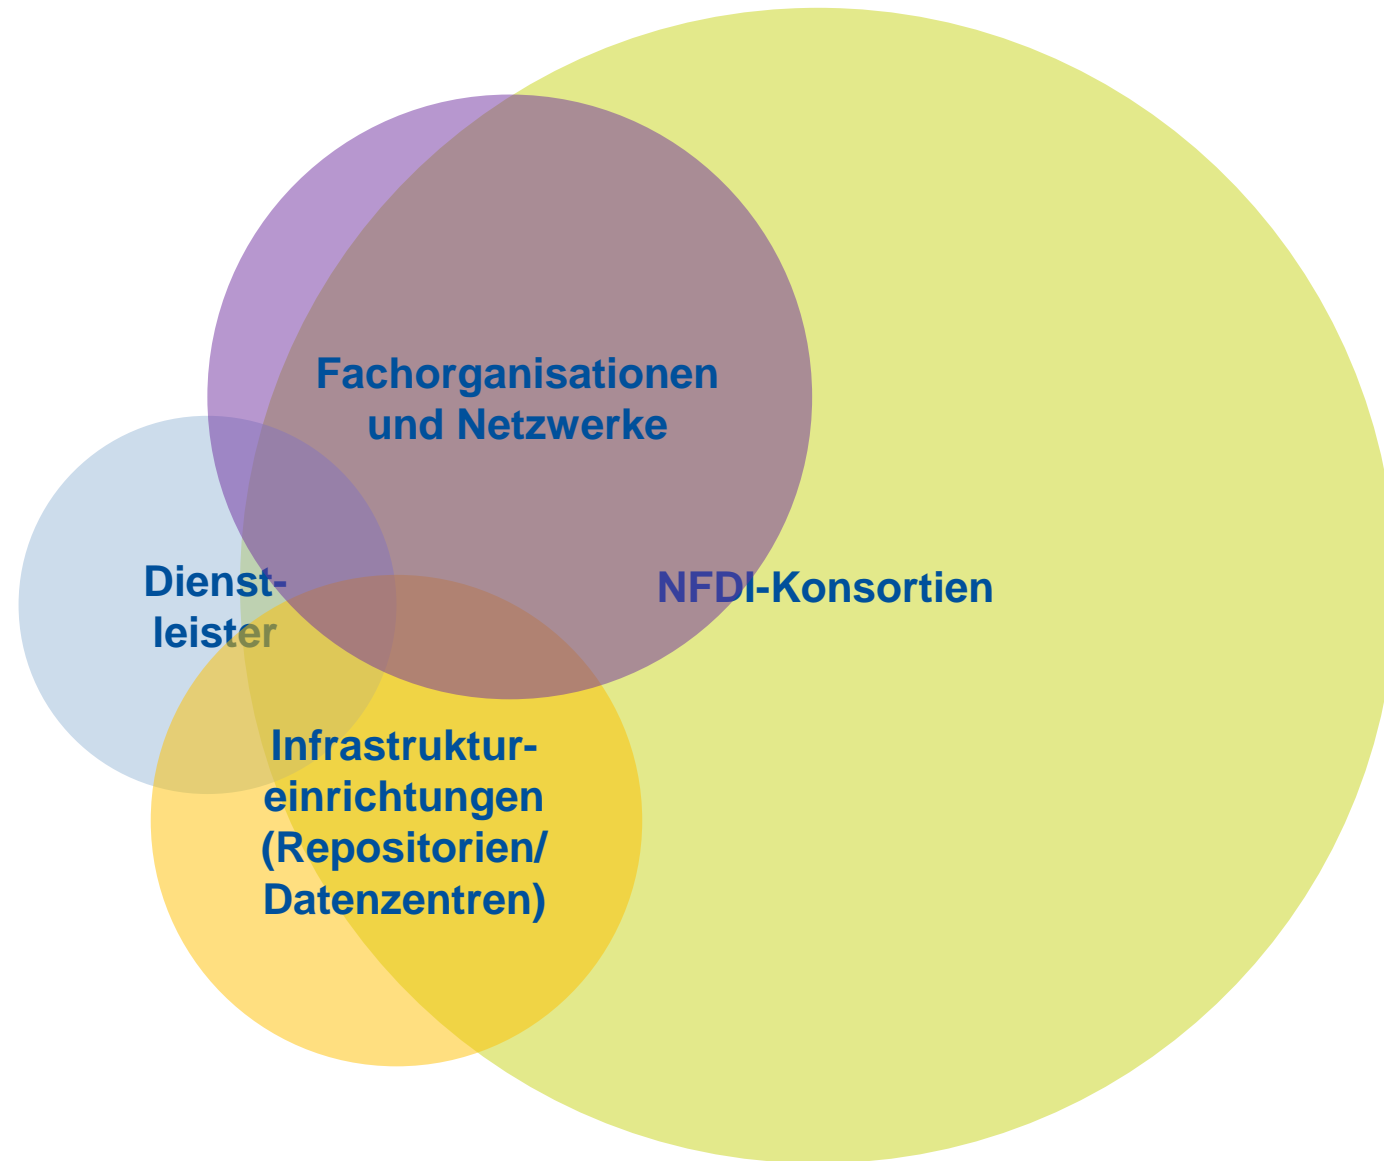 Fachorganisationen
und Netzwerke
Dienst-
leister
NFDI-Konsortien
Infrastruktur-
einrichtungen
(Repositorien/
Datenzentren)